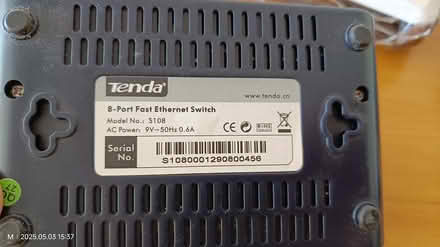 Tenda
www.tenda.cn
8-Port Fast Ethernet Switch
Model No.: S108
AC Power: 9V~50Hz 0.6A
CE
Serial No.
S1080001290800456
M 2025.05.03 15:37